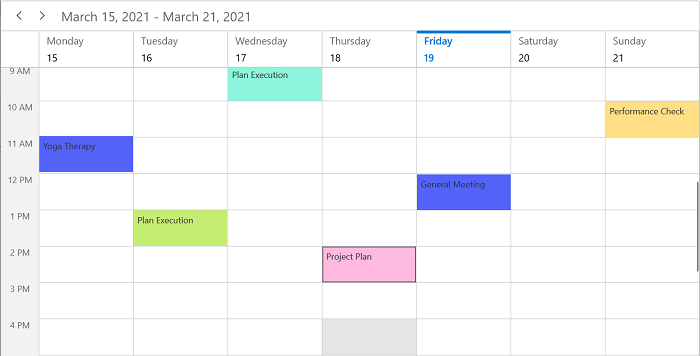 March 15, 2021 - March 21, 2021
Monday Tuesday Wednesday Thursday Friday Saturday Sunday
15 16 17 18 19 20 21
9 AM Plan Execution
10 AM Performance Check
11 AM Yoga Therapy
12 PM General Meeting
1 PM Plan Execution
2 PM Project Plan
3 PM
4 PM